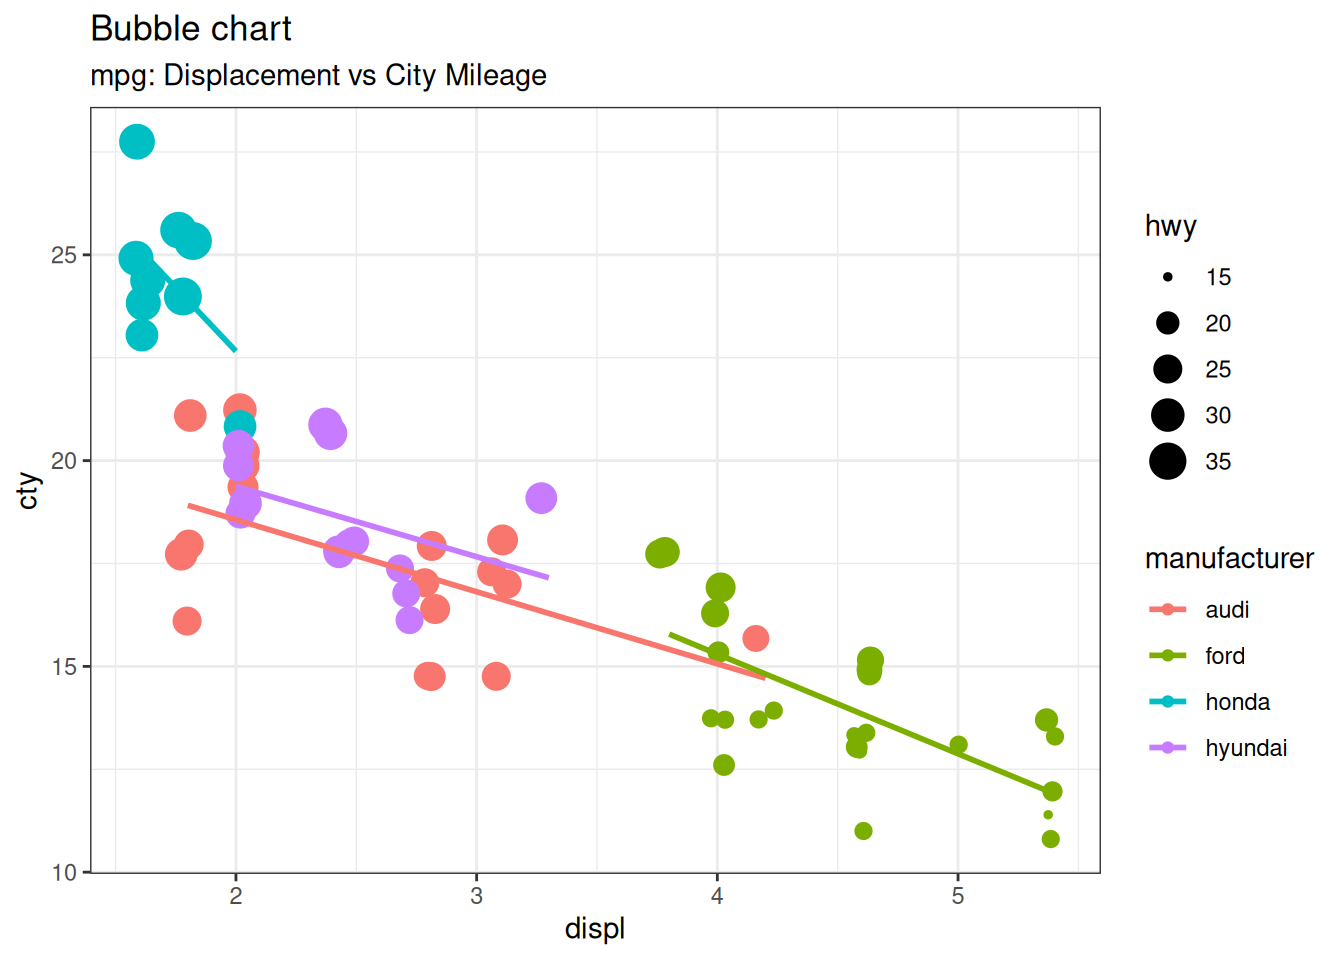 Bubble chart
mpg: Displacement vs City Mileage
25
20
15
10
cty
2 3 4 5
displ
hwy
15
20
25
30
35
manufacturer
audi
ford
honda
hyundai